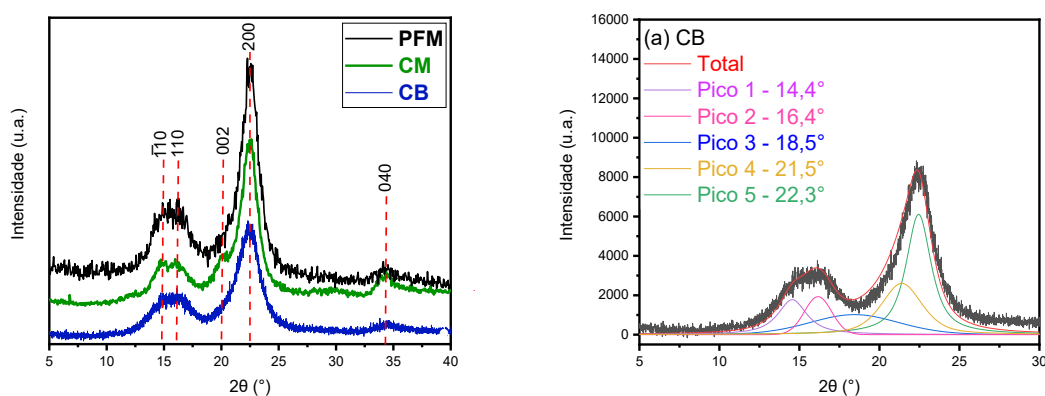 PFM
CM
CB
1̅10
110
002
200
040
Intensidade (u.a.)
5 10 15 20 25 30 35 40
2θ (°)
(a) CB
Total
Pico 1 - 14,4°
Pico 2 - 16,4°
Pico 3 - 18,5°
Pico 4 - 21,5°
Pico 5 - 22,3°
Intensidade (u.a.)
16000
14000
12000
10000
8000
6000
4000
2000
0
5 10 15 20 25 30
2θ (°)